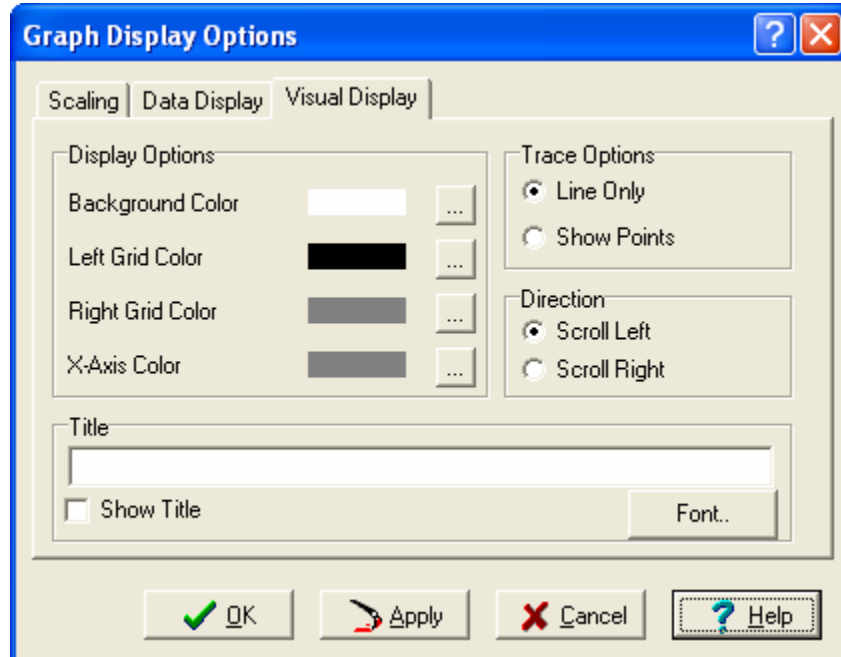 Graph Display Options
Scaling
Data Display
Visual Display
Display Options
Background Color
...
Left Grid Color
...
Right Grid Color
...
X-Axis Color
...
Trace Options
Line Only
Show Points
Direction
Scroll Left
Scroll Right
Title
Show Title
Font..
OK
Apply
Cancel
? Help